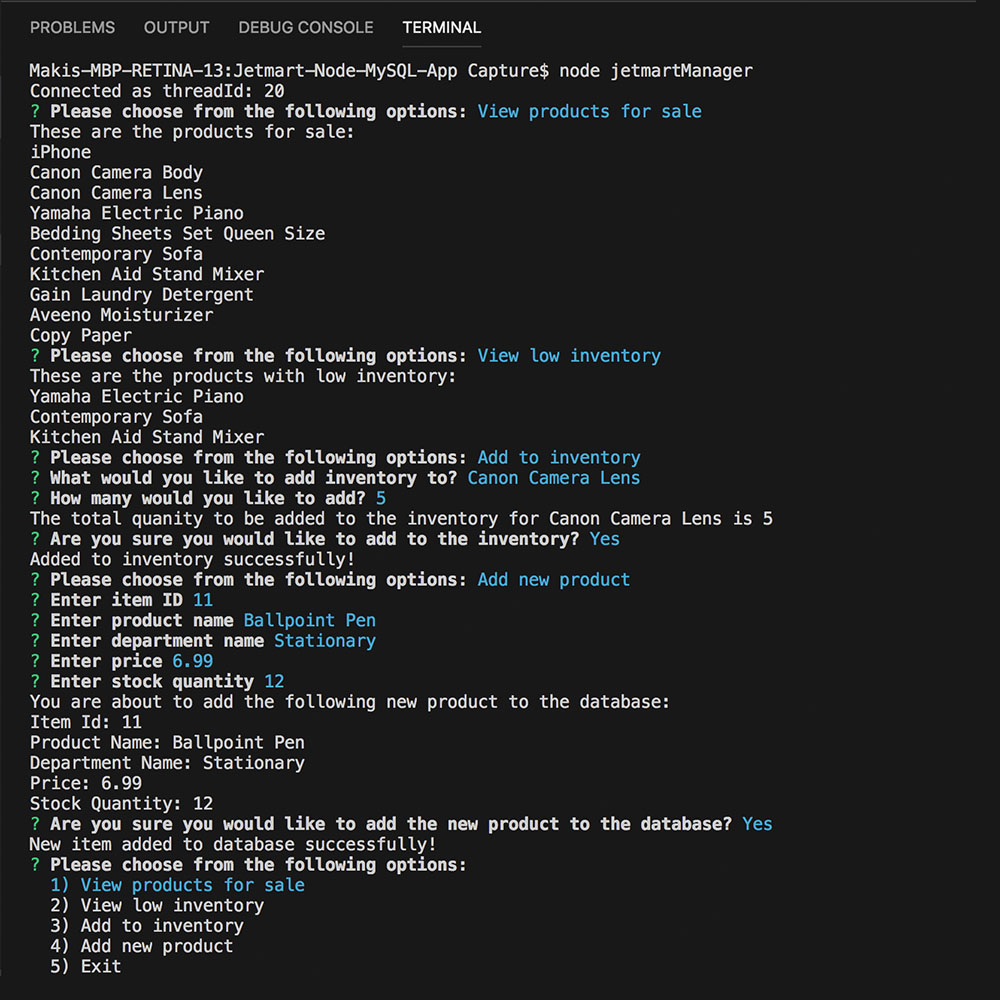 PROBLEMS OUTPUT DEBUG CONSOLE TERMINAL
Makis-MBP-RETINA-13:Jetmart-Node-MySQL-App Capture$ node jetmartManager
Connected as threadId: 20
? Please choose from the following options: View products for sale
These are the products for sale:
iPhone
Canon Camera Body
Canon Camera Lens
Yamaha Electric Piano
Bedding Sheets Set Queen Size
Contemporary Sofa
Kitchen Aid Stand Mixer
Gain Laundry Detergent
Aveeno Moisturizer
Copy Paper
? Please choose from the following options: View low inventory
These are the products with low inventory:
Yamaha Electric Piano
Contemporary Sofa
Kitchen Aid Stand Mixer
? Please choose from the following options: Add to inventory
? What would you like to add inventory to? Canon Camera Lens
? How many would you like to add? 5
The total quanity to be added to the inventory for Canon Camera Lens is 5
? Are you sure you would like to add to the inventory? Yes
Added to inventory successfully!
? Please choose from the following options: Add new product
? Enter item ID 11
? Enter product name Ballpoint Pen
? Enter department name Stationary
? Enter price 6.99
? Enter stock quantity 12
You are about to add the following new product to the database:
Item Id: 11
Product Name: Ballpoint Pen
Department Name: Stationary
Price: 6.99
Stock Quantity: 12
? Are you sure you would like to add the new product to the database? Yes
New item added to database successfully!
? Please choose from the following options:
1) View products for sale
2) View low inventory
3) Add to inventory
4) Add new product
5) Exit